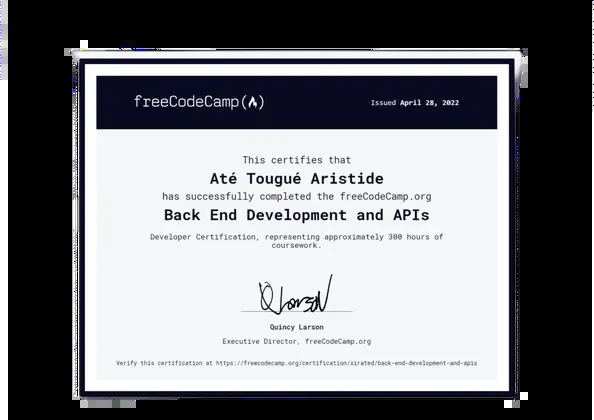 freeCodeCamp(🔥)
Issued April 28, 2022
This certifies that
Até Tougué Aristide
has successfully completed the freeCodeCamp.org
Back End Development and APIs
Developer Certification, representing approximately 300 hours of
coursework.
QLarson
Quincy Larson
Executive Director, freeCodeCamp.org
Verify this certification at https://freecodecamp.org/certification/sirated/back-end-development-and-apis